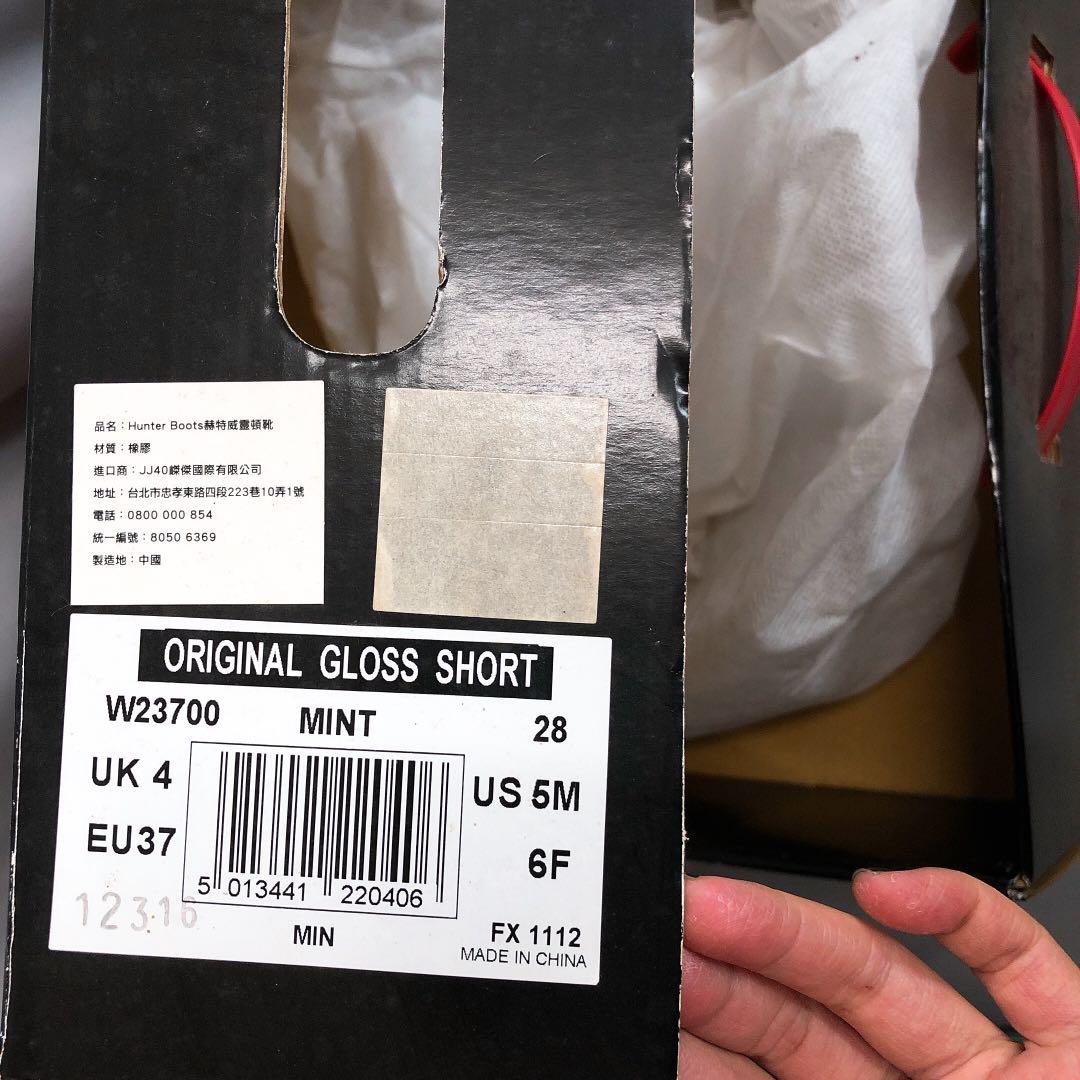 品名：Hunter Boots赫特威靈頓靴
材質：橡膠
進口商：JJ40嶸傑國際有限公司
地址：台北市忠孝東路四段223巷10弄1號
電話：0800 000 854
統一編號：8050 6369
製造地：中國
ORIGINAL GLOSS SHORT
W23700 MINT 28
UK 4 US 5M
EU37 6F
5 013441 220406
12316
MIN FX 1112
MADE IN CHINA